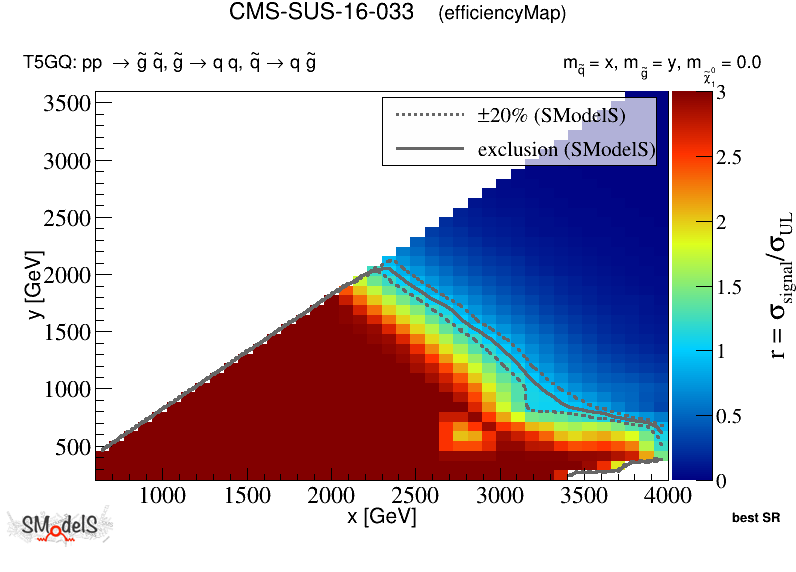 CMS-SUS-16-033 (efficiencyMap)
T5GQ: pp → g̃ q̃, g̃ → q q, q̃ → q g̃
m_q̃ = x, m_g̃ = y, m_χ̃₁⁰ = 0.0
±20% (SModelS)
exclusion (SModelS)
3500
3000
2500
2000
1500
1000
500
y [GeV]
1000 1500 2000 2500 3000 3500 4000
x [GeV]
3
2.5
2
1.5
1
0.5
0
r = σ_signal/σ_UL
SModelS
best SR